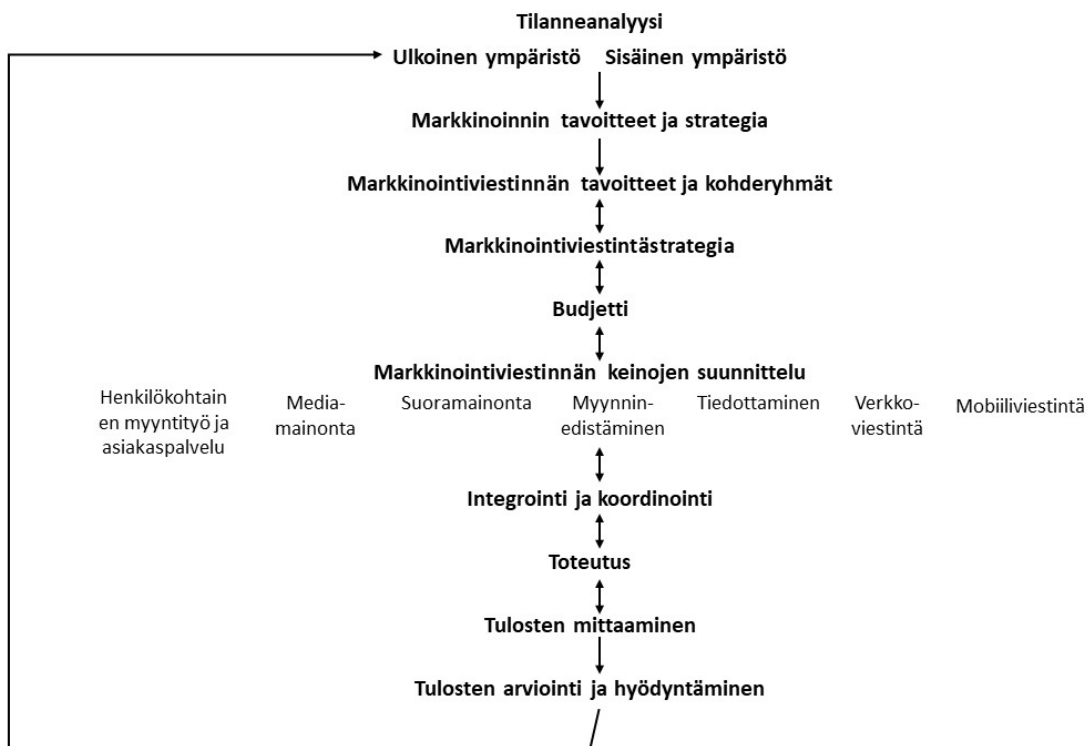 Tilanneanalyysi
Ulkoinen ympäristö Sisäinen ympäristö
Markkinoinnin tavoitteet ja strategia
Markkinointiviestinnän tavoitteet ja kohderyhmät
Markkinointiviestintästrategia
Budjetti
Markkinointiviestinnän keinojen suunnittelu
Henkilökohtain
en myyntityö ja
asiakaspalvelu
Media-
mainonta
Suoramainonta
Myynnin-
edistäminen
Tiedottaminen
Verkko-
viestintä
Mobiiliviestintä
Integrointi ja koordinointi
Toteutus
Tulosten mittaaminen
Tulosten arviointi ja hyödyntäminen